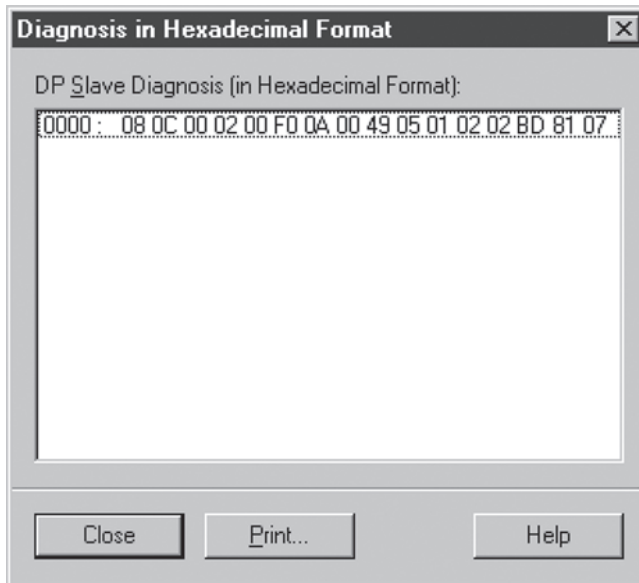 Diagnosis in Hexadecimal Format
DP Slave Diagnosis (in Hexadecimal Format):
0000 : 08 0C 00 02 00 F0 0A 00 49 05 01 02 02 BD 81 07
Close Print... Help